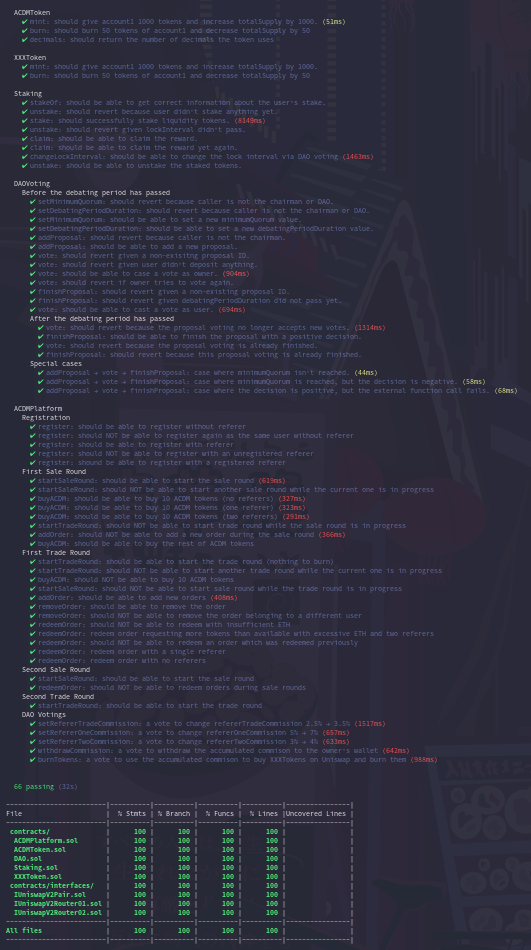 ACDMToken
✔ mint: should give account1 1000 tokens and increase totalSupply by 1000. (51ms)
✔ burn: should burn 50 tokens of account1 and decrease totalSupply by 50
✔ decimals: should return the number of decimals the token uses
XXXToken
✔ mint: should give account1 1000 tokens and increase totalSupply by 1000.
✔ burn: should burn 50 tokens of account1 and decrease totalSupply by 50
Staking
✔ stakeOf: should be able to get correct information about the user's stake.
✔ unstake: should revert because user didn't stake anything yet.
✔ stake: should successfully stake liquidity tokens. (8149ms)
✔ unstake: should revert given lockInterval didn't pass.
✔ claim: should be able to claim the reward.
✔ claim: should be able to claim the reward yet again.
✔ changeLockInterval: should be able to change the lock interval via DAO voting (1463ms)
✔ unstake: should be able to unstake the staked tokens.
DAOVoting
Before the debating period has passed
✔ setMinimumQuorum: should revert because caller is not the chairman or DAO.
✔ setDebatingPeriodDuration: should revert because caller is not the chairman or DAO.
✔ setMinimumQuorum: should be able to set a new minimumQuorum value.
✔ setDebatingPeriodDuration: should be able to set a new debatingPeriodDuration value.
✔ addProposal: should revert because caller is not the chairman.
✔ addProposal: should be able to add a new proposal.
✔ vote: should revert given a non-existing proposal ID.
✔ vote: should revert given user didn't deposit anything.
✔ vote: should be able to case a vote as owner. (904ms)
✔ vote: should revert if owner tries to vote again.
✔ finishProposal: should revert given a non-existent proposal ID.
✔ finishProposal: should revert given debatingPeriodDuration did not pass yet.
✔ vote: should be able to cast a vote as user. (694ms)
After the debating period has passed
✔ vote: should revert because the proposal voting no longer accepts new votes. (1314ms)
✔ finishProposal: should be able to finish the proposal with a positive decision.
✔ vote: should revert because the proposal voting is already finished.
✔ finishProposal: should revert because this proposal voting is already finished.
Special cases
✔ addProposal → vote → finishProposal: case where minimumQuorum isn't reached. (44ms)
✔ addProposal → vote → finishProposal: case where minimumQuorum is reached, but the decision is negative. (58ms)
✔ addProposal → vote → finishProposal: case where the decision is positive, but the external function call fails. (68ms)
ACDMPlatform
Registration
✔ register: should be able to register without referer
✔ register: should NOT be able to register again as the same user without referer
✔ register: should be able to register with referer
✔ register: should NOT be able to register with an unregistered referer
✔ register: should be able to register with a registered referer
First Sale Round
✔ startSaleRound: should be able to start the sale round (619ms)
✔ startSaleRound: should NOT be able to start another sale round while the current one is in progress
✔ buyACDM: should be able to buy 10 ACDM tokens (no referers) (327ms)
✔ buyACDM: should be able to buy 10 ACDM tokens (one referer) (323ms)
✔ buyACDM: should be able to buy 10 ACDM tokens (two referers) (291ms)
✔ startTradeRound: should NOT be able to start trade round while the sale round is in progress
✔ addOrder: should NOT be able to add a new order during the sale round (366ms)
✔ buyACDM: should be able to buy the rest of ACDM tokens
First Trade Round
✔ startTradeRound: should be able to start the trade round (nothing to burn)
✔ startTradeRound: should NOT be able to start another trade round while the current one is in progress
✔ buyACDM: should NOT be able to buy 10 ACDM tokens
✔ startSaleRound: should NOT be able to start sale round while the trade round is in progress
✔ addOrder: should be able to add new orders (408ms)
✔ removeOrder: should be able to remove the order
✔ removeOrder: should NOT be able to remove the order belonging to a different user
✔ redeemOrder: should NOT be able to redeem with insufficient ETH
✔ redeemOrder: redeem order requesting more tokens than available with excessive ETH and two referers
✔ redeemOrder: should NOT be able to redeem an order which was redeemed previously
✔ redeemOrder: redeem order with a single referer
✔ redeemOrder: redeem order with no referers
Second Sale Round
✔ startSaleRound: should be able to start the sale round
✔ redeemOrder: should NOT be able to redeem orders during sale rounds
Second Trade Round
✔ startTradeRound: should be able to start the trade round
DAO Votings
✔ setRefererTradeCommission: a vote to change refererTradeCommission 2.5% → 3.5% (1517ms)
✔ setRefererOneCommission: a vote to change refererOneCommission 5% → 7% (657ms)
✔ setRefererTwoCommission: a vote to change refererTwoCommission 3% → 4% (633ms)
✔ withdrawCommission: a vote to withdraw the accumulated commison to the owner's wallet (642ms)
✔ burnTokens: a vote to use the accumulated commison to buy XXXTokens on Uniswap and burn them (988ms)
66 passing (32s)
File | % Stmts | % Branch | % Funcs | % Lines |Uncovered Lines |
contracts/ | 100 | 100 | 100 | 100 | |
ACDMPlatform.sol | 100 | 100 | 100 | 100 | |
ACDMToken.sol | 100 | 100 | 100 | 100 | |
DAO.sol | 100 | 100 | 100 | 100 | |
Staking.sol | 100 | 100 | 100 | 100 | |
XXXToken.sol | 100 | 100 | 100 | 100 | |
contracts/interfaces/ | 100 | 100 | 100 | 100 | |
IUniswapV2Pair.sol | 100 | 100 | 100 | 100 | |
IUniswapV2Router01.sol | 100 | 100 | 100 | 100 | |
IUniswapV2Router02.sol | 100 | 100 | 100 | 100 | |
All files | 100 | 100 | 100 | 100 | |